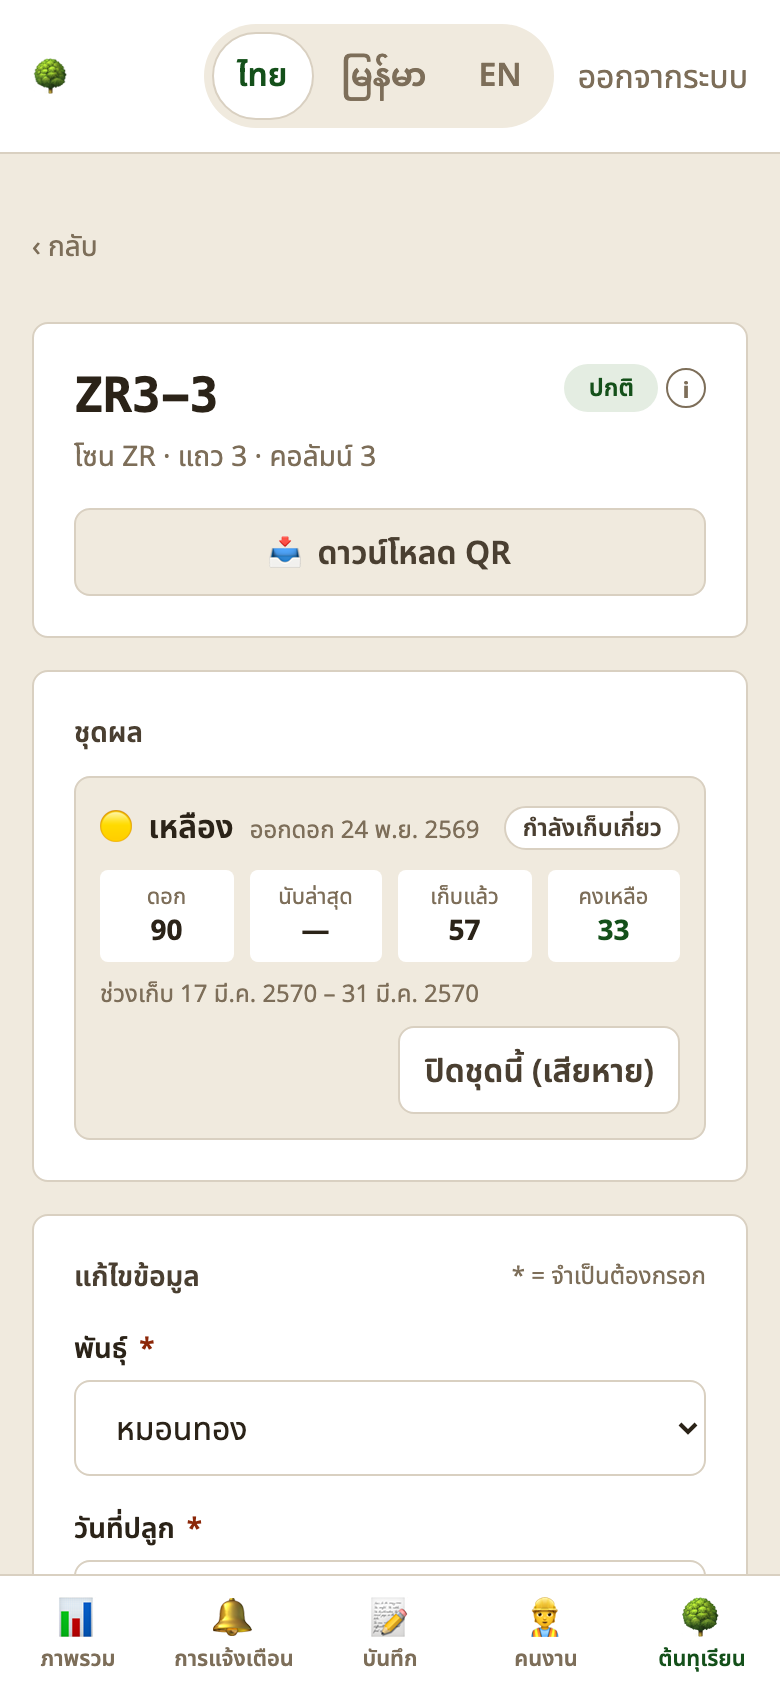 ไทย မြန်မာ EN ออกจากระบบ
‹ กลับ
ZR3–3
ปกติ i
โซน ZR · แถว 3 · คอลัมน์ 3
ดาวน์โหลด QR
ชุดผล
เหลือง ออกดอก 24 พ.ย. 2569 กำลังเก็บเกี่ยว
ดอก นับล่าสุด เก็บแล้ว คงเหลือ
90 — 57 33
ช่วงเก็บ 17 มี.ค. 2570 – 31 มี.ค. 2570
ปิดชุดนี้ (เสียหาย)
แก้ไขข้อมูล * = จำเป็นต้องกรอก
พันธุ์ *
หมอนทอง
วันที่ปลูก *
ภาพรวม การแจ้งเตือน บันทึก คนงาน ต้นทุเรียน